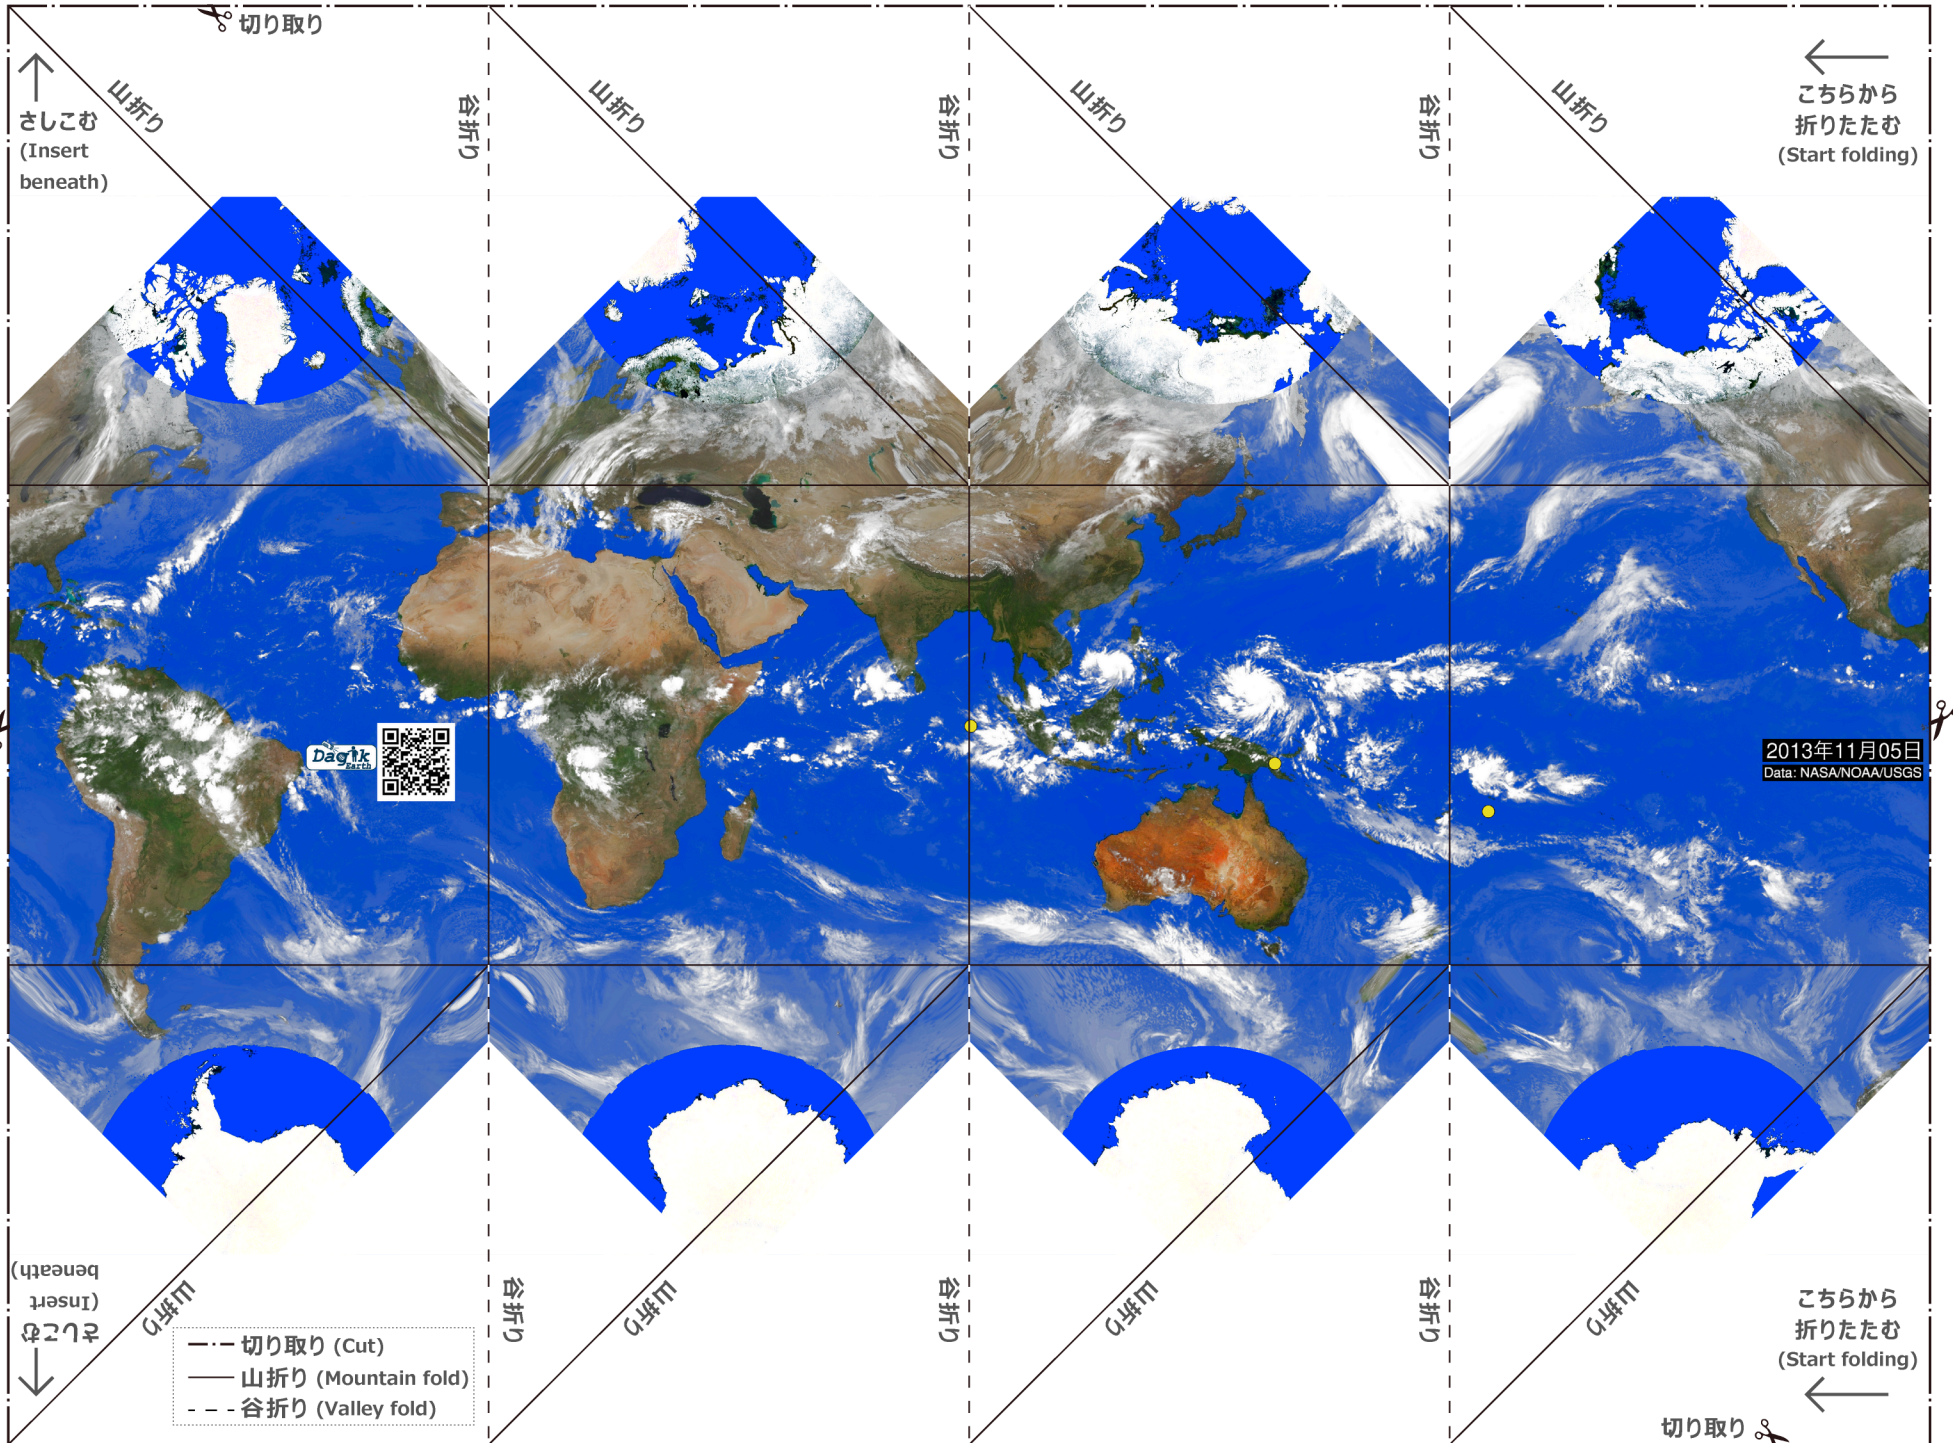 切り取り
さしこむ
(Insert
beneath)
山折り
谷折り
山折り
谷折り
山折り
谷折り
山折り
こちらから
折りたたむ
(Start folding)
Dagik
Earth
2013年11月05日
Data: NASA/NOAA/USGS
さしこむ
(Insert
beneath)
山折り
谷折り
山折り
谷折り
山折り
谷折り
山折り
こちらから
折りたたむ
(Start folding)
切り取り (Cut)
山折り (Mountain fold)
谷折り (Valley fold)
切り取り